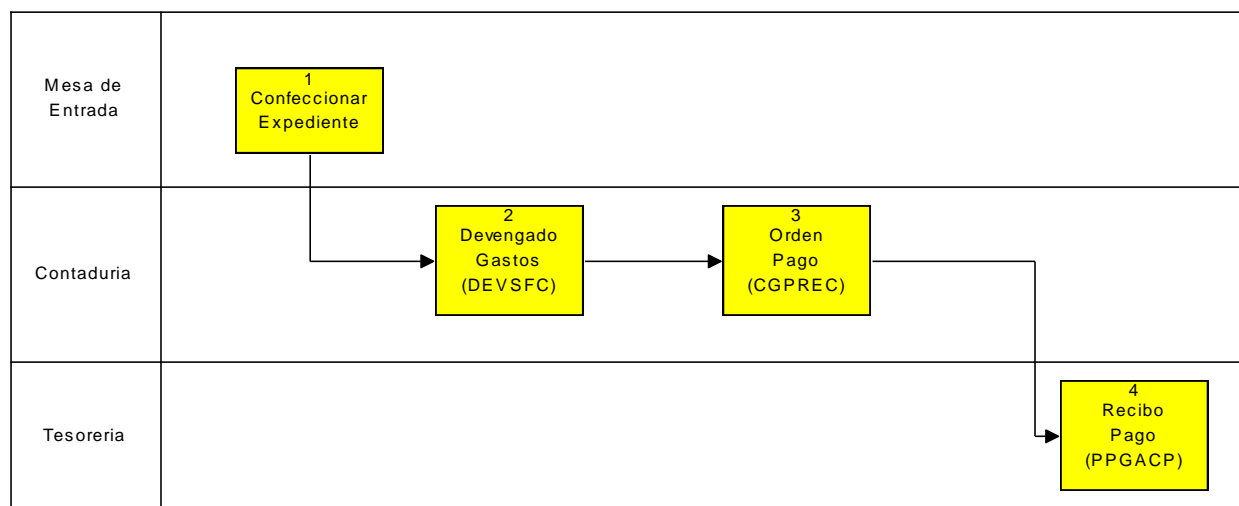 Mesa de
Entrada
1
Confeccionar
Expediente
Contaduria
2
Devengado
Gastos
(DEVSFC)
3
Orden
Pago
(CGPREC)
Tesoreria
4
Recibo
Pago
(PPGACP)